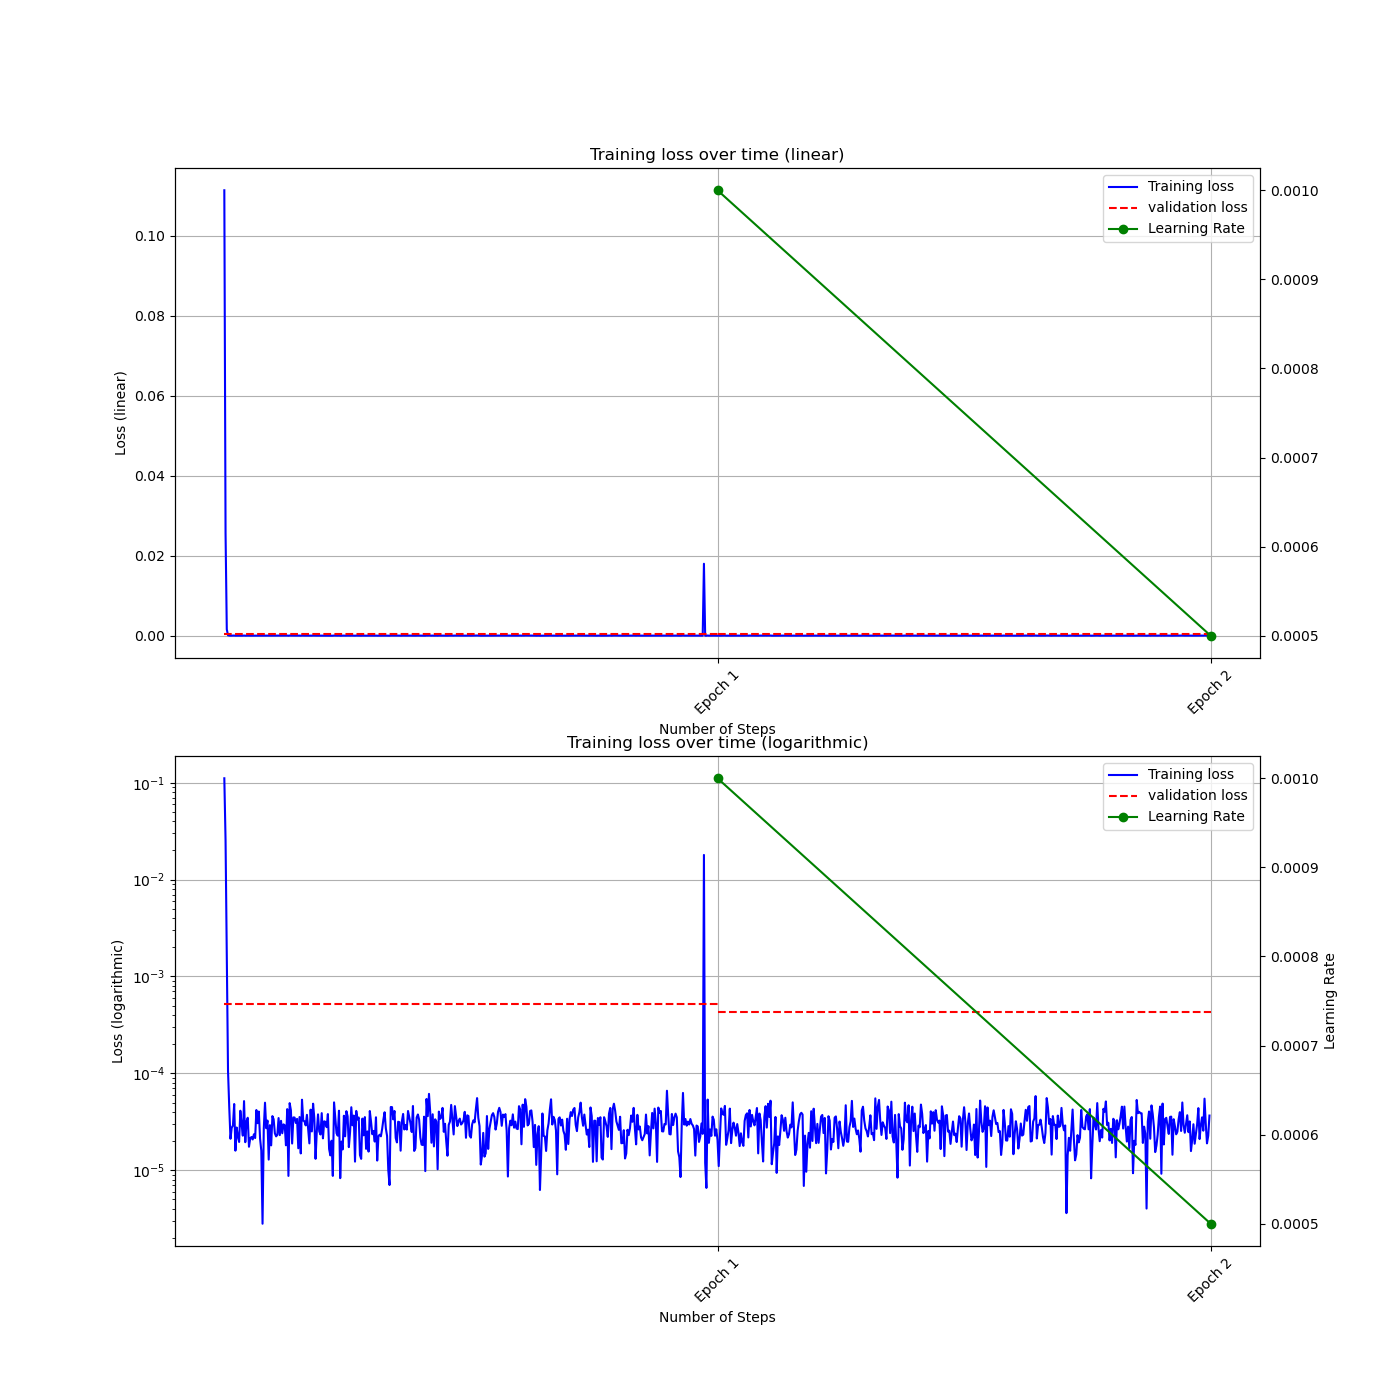 Training loss over time (linear)
Training loss
validation loss
Learning Rate
0.10
0.08
0.06
0.04
0.02
0.00
Loss (linear)
0.0010
0.0009
0.0008
0.0007
0.0006
0.0005
Epoch 1
Epoch 2
Number of Steps
Training loss over time (logarithmic)
Training loss
validation loss
Learning Rate
10⁻¹
10⁻²
10⁻³
10⁻⁴
10⁻⁵
Loss (logarithmic)
0.0010
0.0009
0.0008
0.0007
0.0006
0.0005
Learning Rate
Epoch 1
Epoch 2
Number of Steps